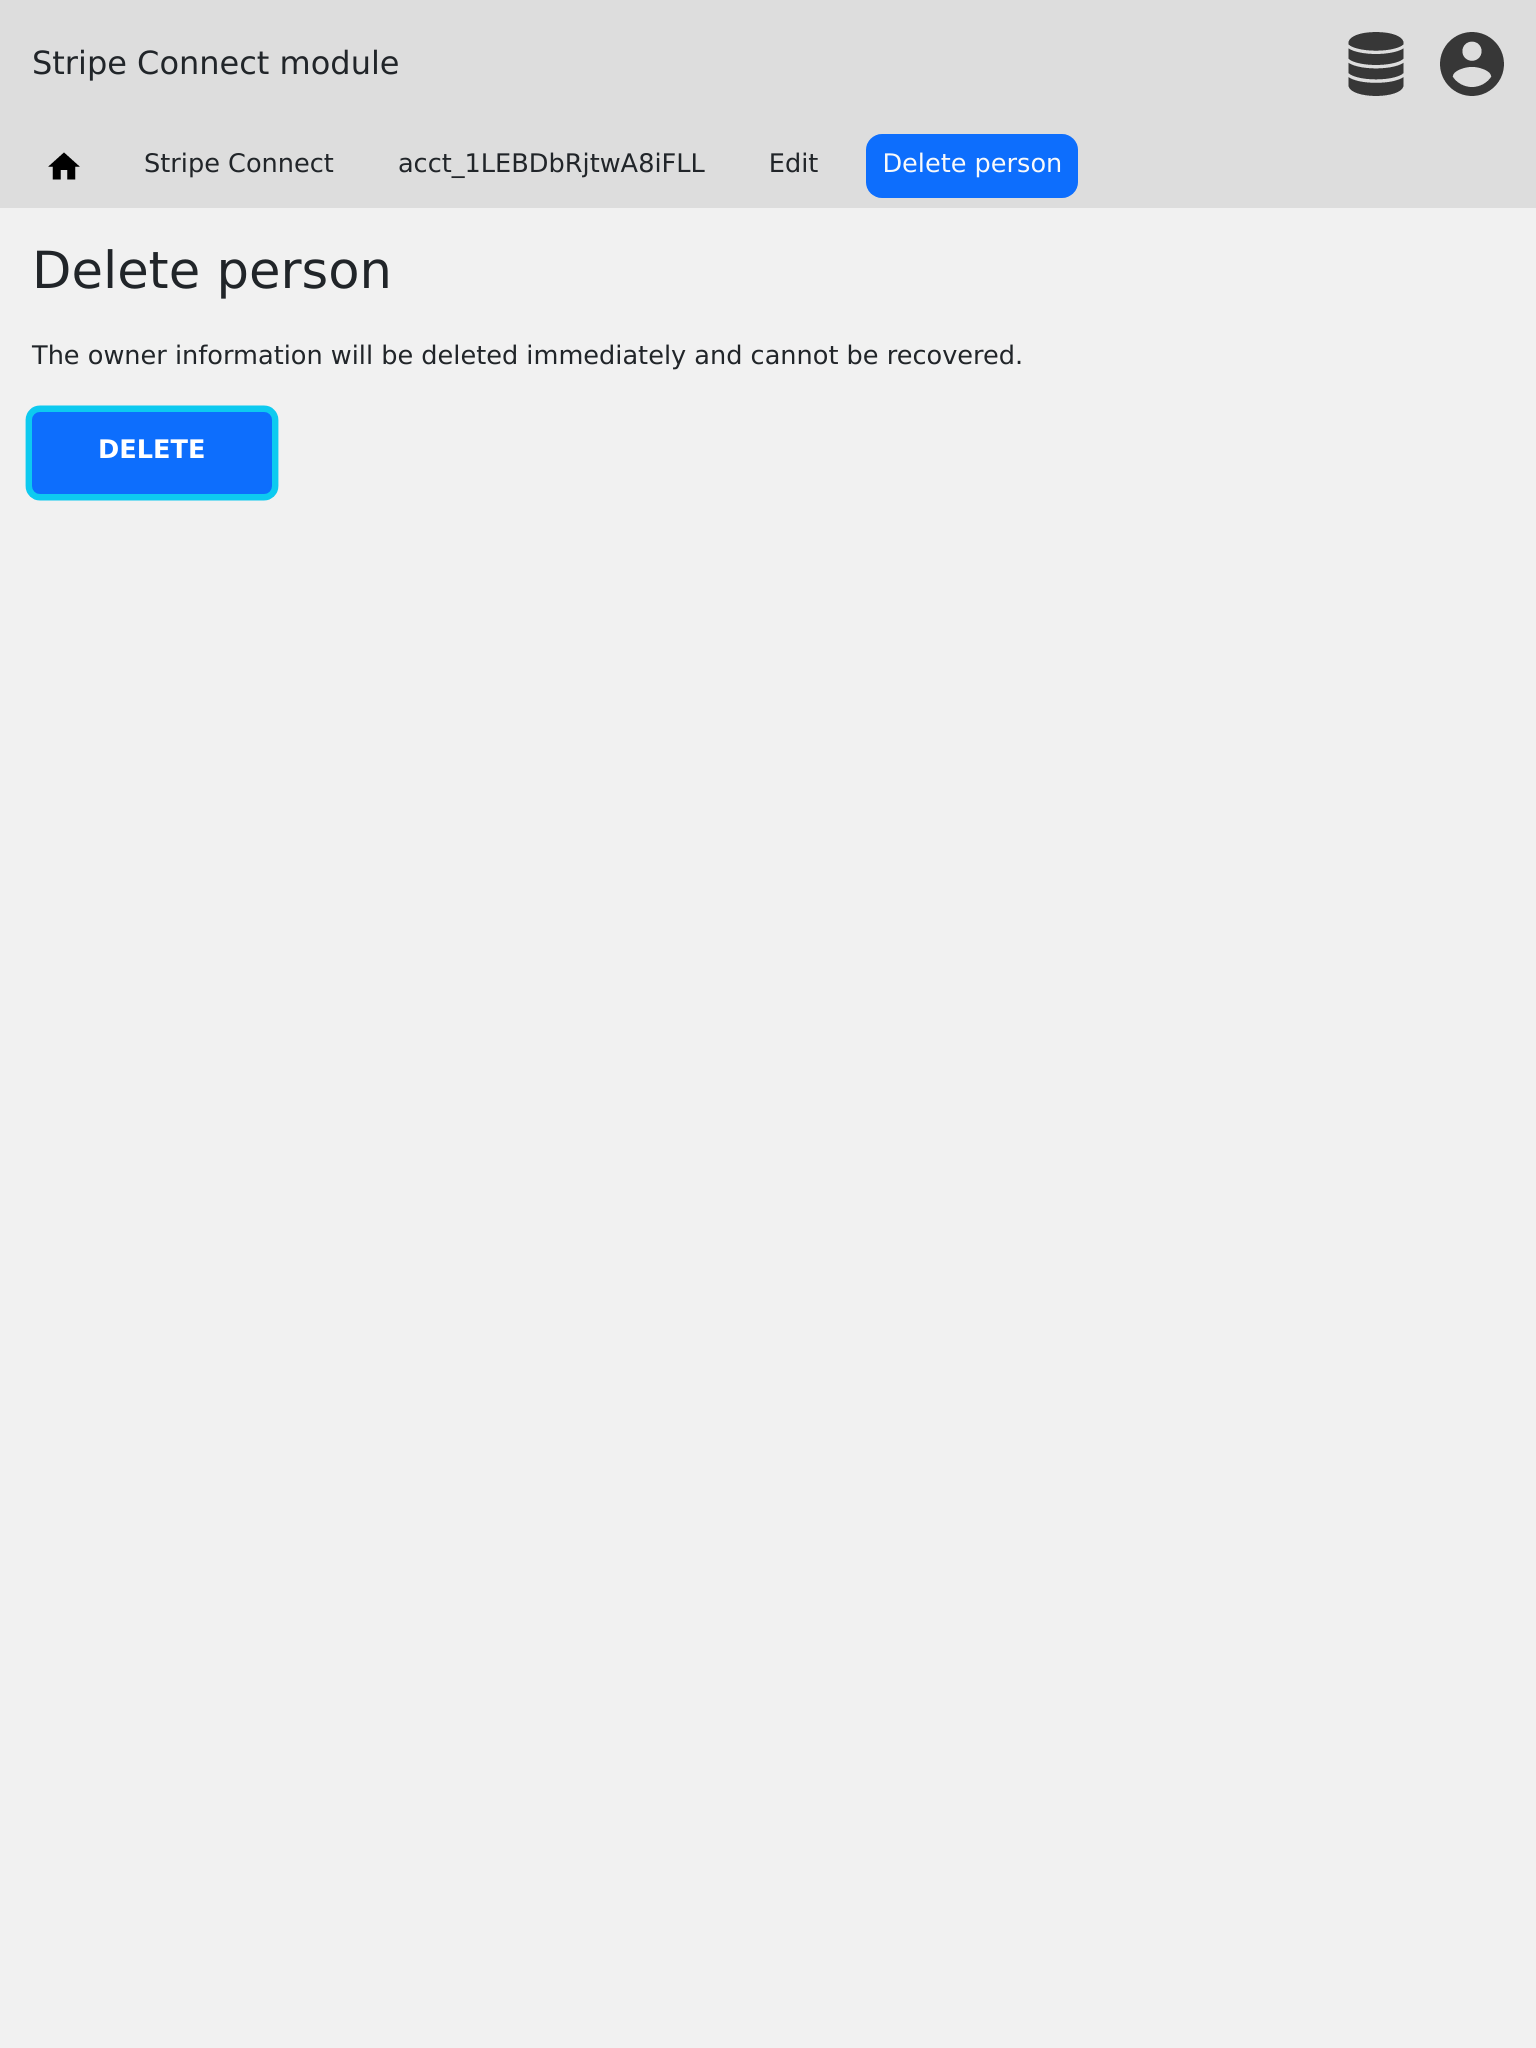 Stripe Connect module
Stripe Connect acct_1LEBDbRjtwA8iFLL Edit Delete person
Delete person
The owner information will be deleted immediately and cannot be recovered.
DELETE